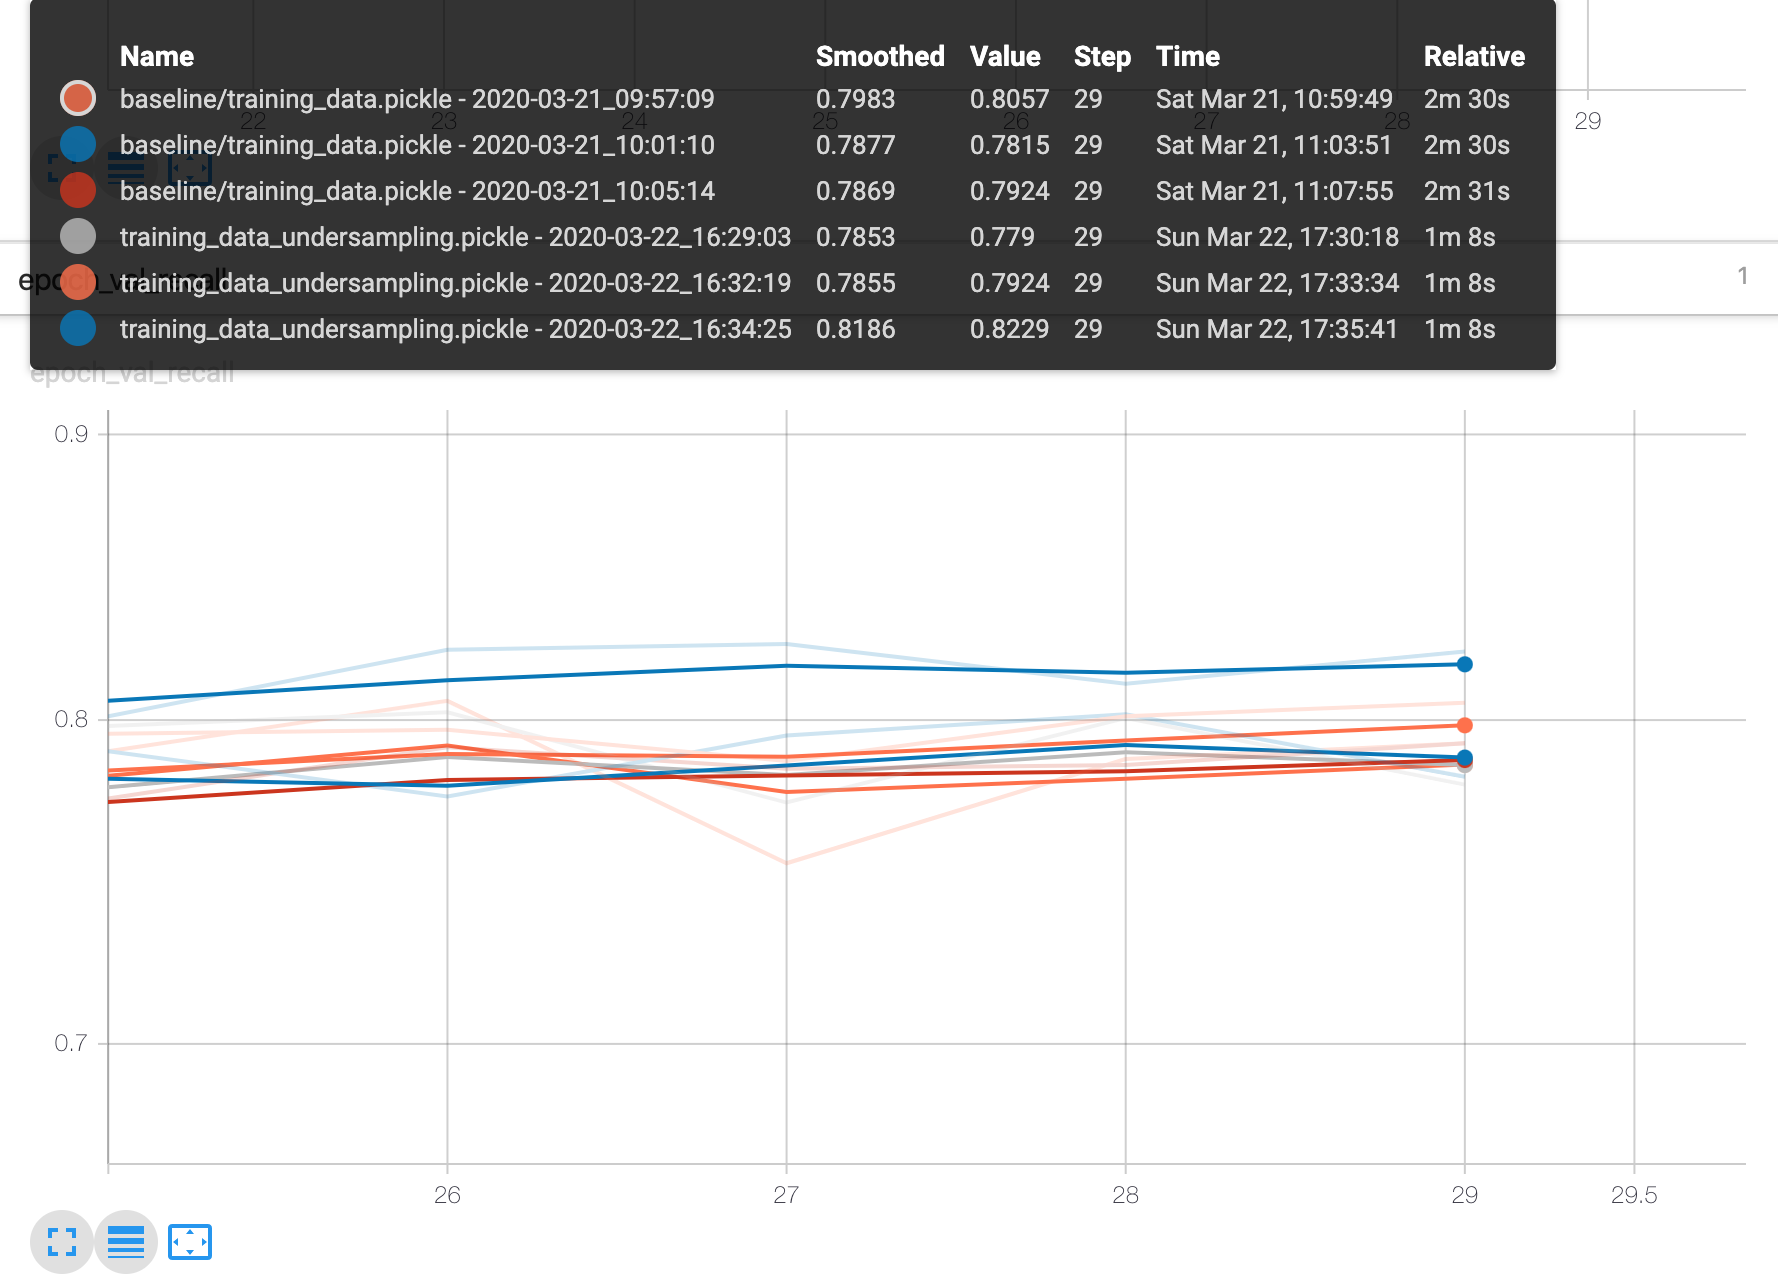 Name Smoothed Value Step Time Relative
baseline/training_data.pickle - 2020-03-21_09:57:09 0.7983 0.8057 29 Sat Mar 21, 10:59:49 2m 30s
22 23 24 25 26 27 28 29
baseline/training_data.pickle - 2020-03-21_10:01:10 0.7877 0.7815 29 Sat Mar 21, 11:03:51 2m 30s
baseline/training_data.pickle - 2020-03-21_10:05:14 0.7869 0.7924 29 Sat Mar 21, 11:07:55 2m 31s
training_data_undersampling.pickle - 2020-03-22_16:29:03 0.7853 0.779 29 Sun Mar 22, 17:30:18 1m 8s
epoch_val_recall 1
training_data_undersampling.pickle - 2020-03-22_16:32:19 0.7855 0.7924 29 Sun Mar 22, 17:33:34 1m 8s
training_data_undersampling.pickle - 2020-03-22_16:34:25 0.8186 0.8229 29 Sun Mar 22, 17:35:41 1m 8s
epoch_val_recall
0.9
0.8
0.7
26 27 28 29 29.5